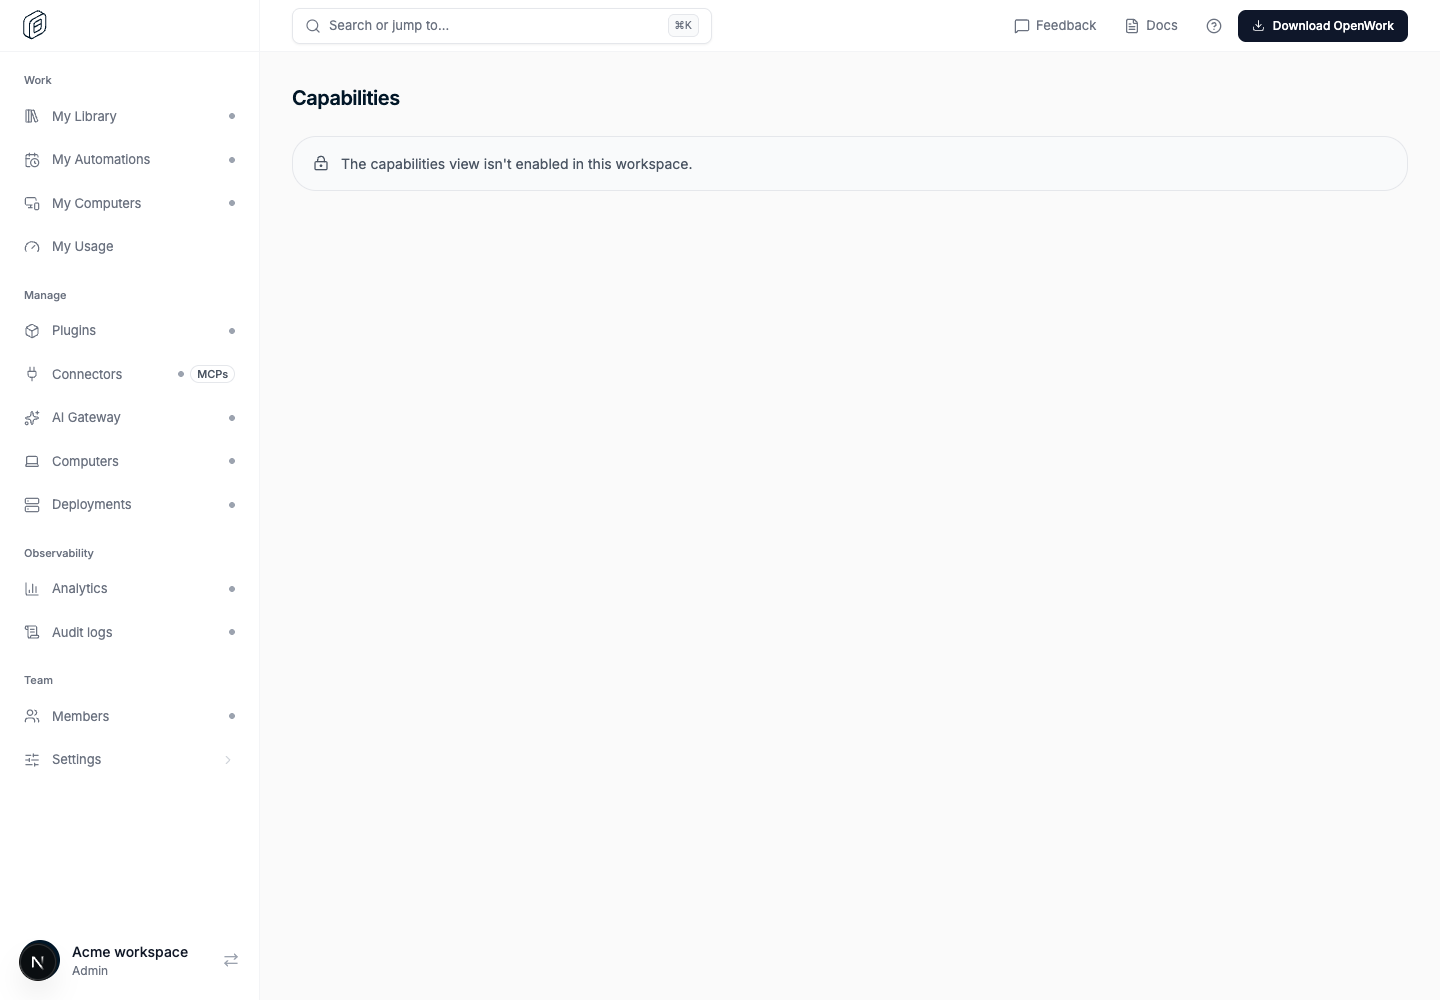 Search or jump to...
⌘K
Feedback
Docs
Download OpenWork
Work
My Library
My Automations
My Computers
My Usage
Manage
Plugins
Connectors
MCPs
AI Gateway
Computers
Deployments
Observability
Analytics
Audit logs
Team
Members
Settings
N
Acme workspace
Admin
Capabilities
The capabilities view isn't enabled in this workspace.